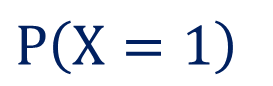 P(X = 1)